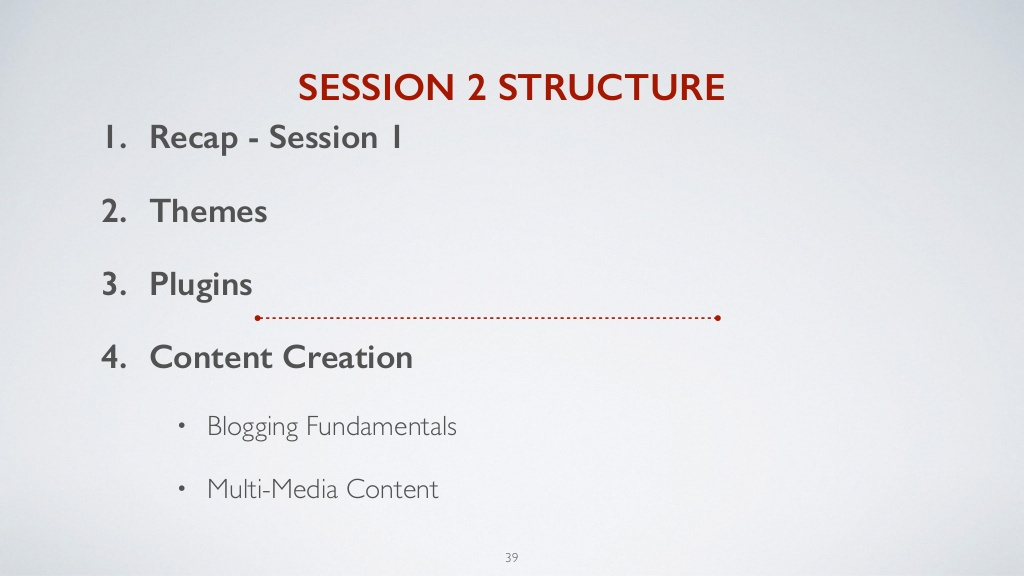 SESSION 2 STRUCTURE
1. Recap - Session 1
2. Themes
3. Plugins
4. Content Creation
• Blogging Fundamentals
• Multi-Media Content
39